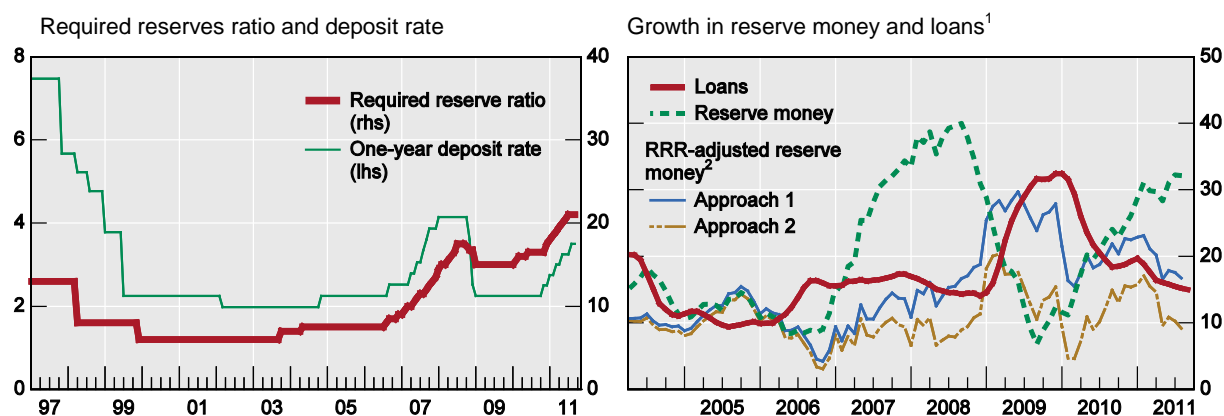 Required reserves ratio and deposit rate
8
6
4
2
0
40
30
20
10
0
Required reserve ratio
(rhs)
One-year deposit rate
(lhs)
97 99 01 03 05 07 09 11
Growth in reserve money and loans1
50
40
30
20
10
0
Loans
Reserve money
RRR-adjusted reserve
money2
Approach 1
Approach 2
2005 2006 2007 2008 2009 2010 2011